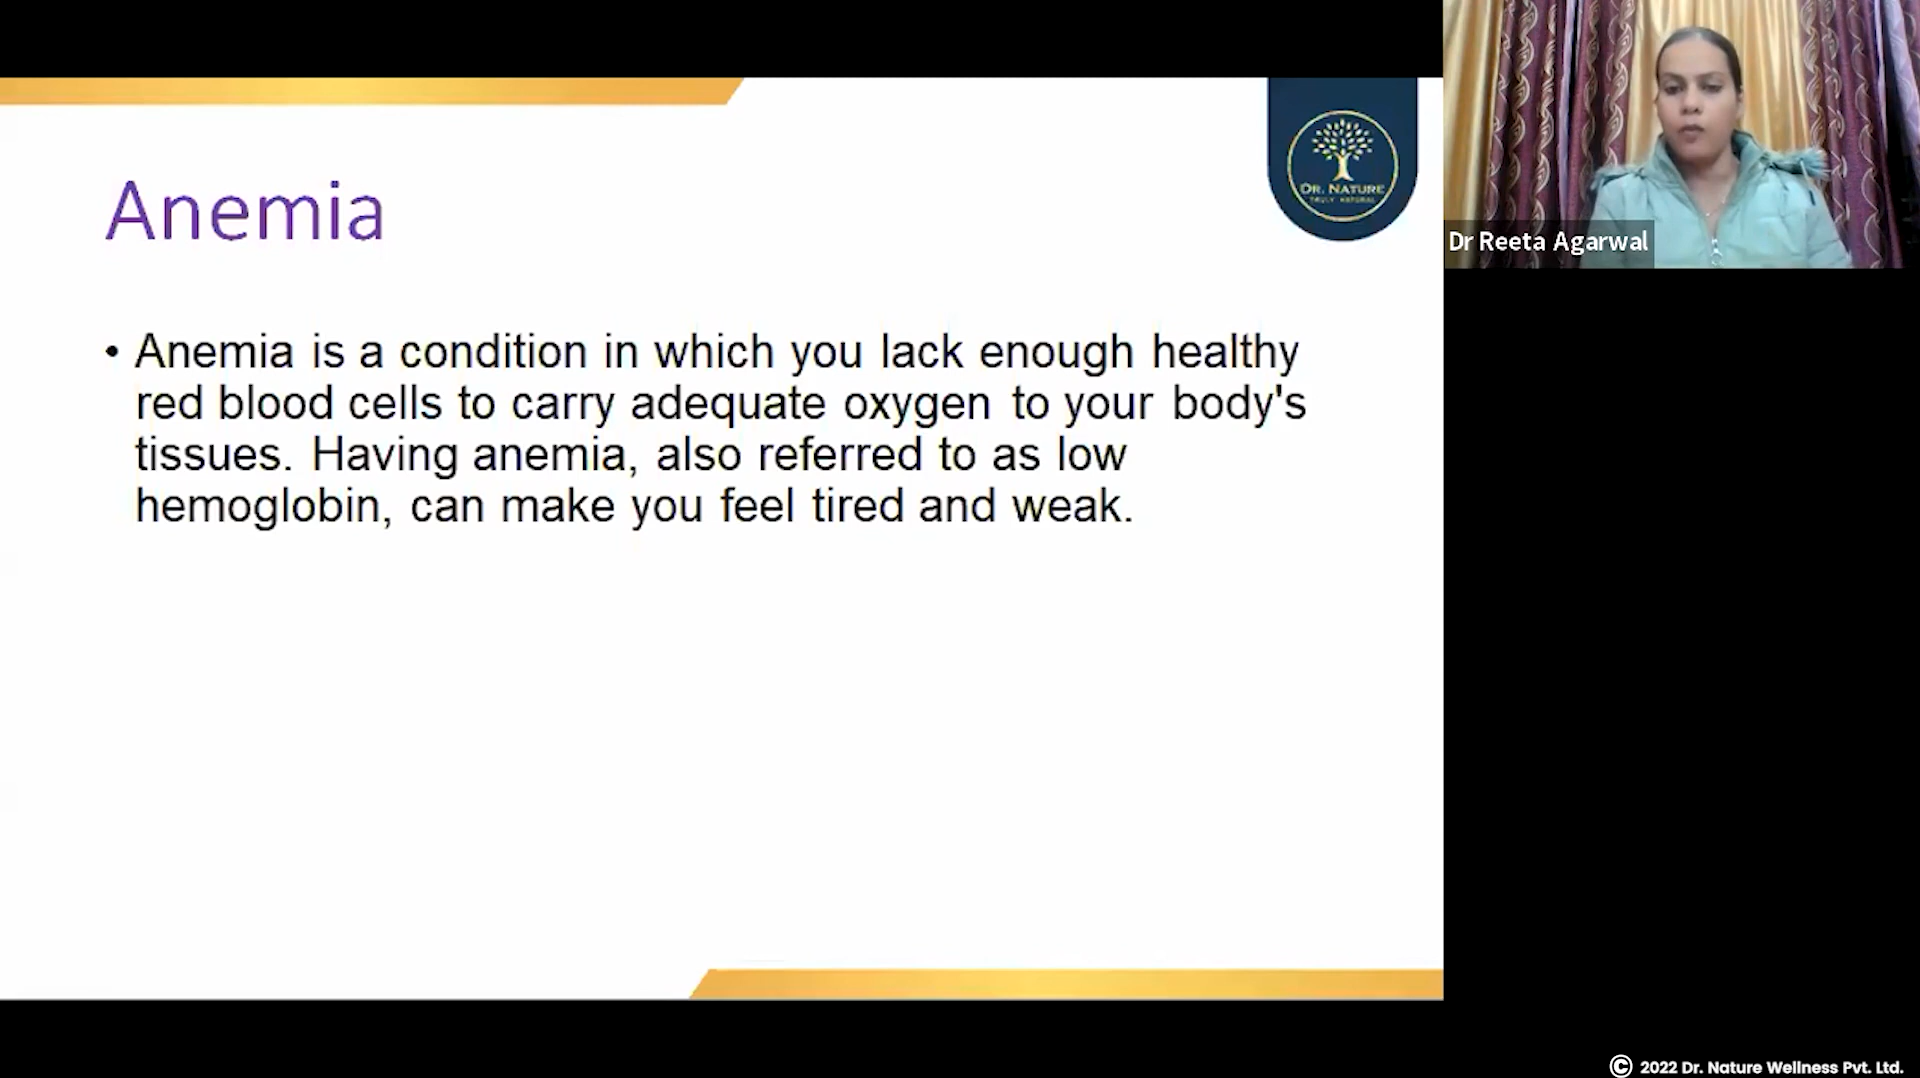 Anemia
DR. NATURE
TRULY NATURAL
Dr Reeta Agarwal
• Anemia is a condition in which you lack enough healthy
red blood cells to carry adequate oxygen to your body's
tissues. Having anemia, also referred to as low
hemoglobin, can make you feel tired and weak.
© 2022 Dr. Nature Wellness Pvt. Ltd.